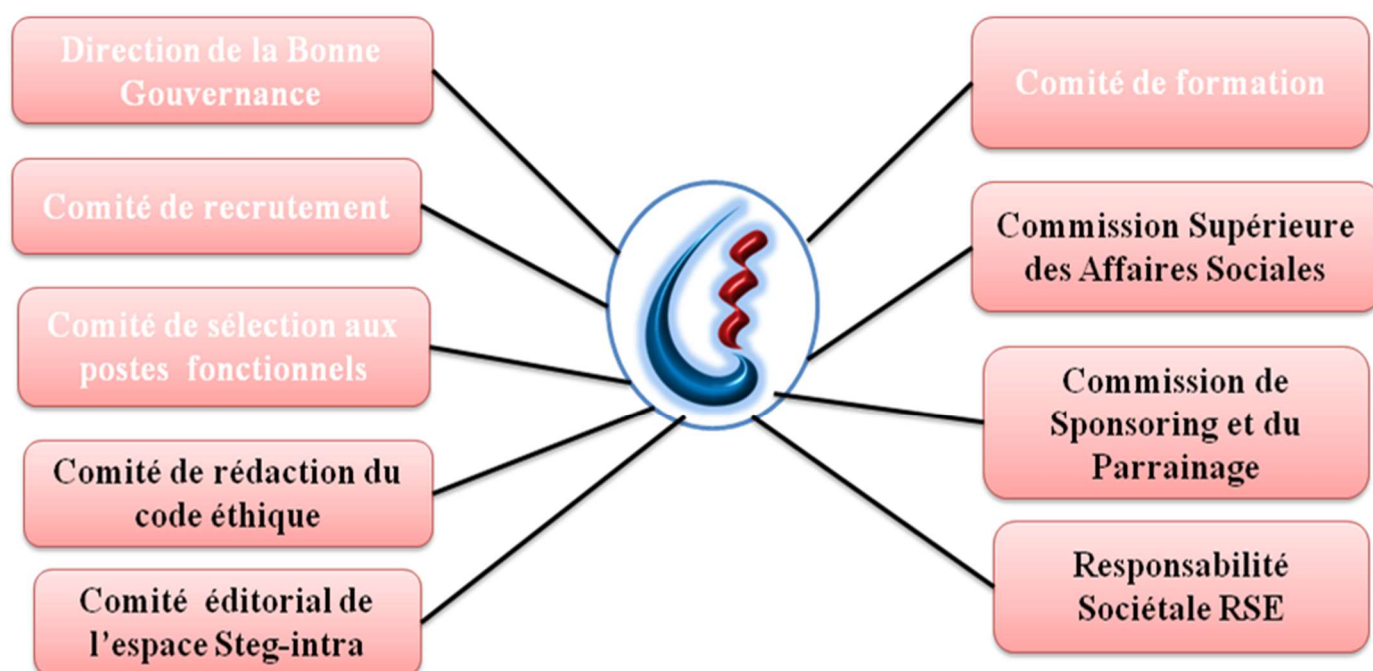 Direction de la Bonne
Gouvernance
Comité de recrutement
Comité de sélection aux
postes fonctionnels
Comité de rédaction du
code éthique
Comité éditorial de
l'espace Steg-intra
Comité de formation
Commission Supérieure
des Affaires Sociales
Commission de
Sponsoring et du
Parrainage
Responsabilité
Sociétale RSE